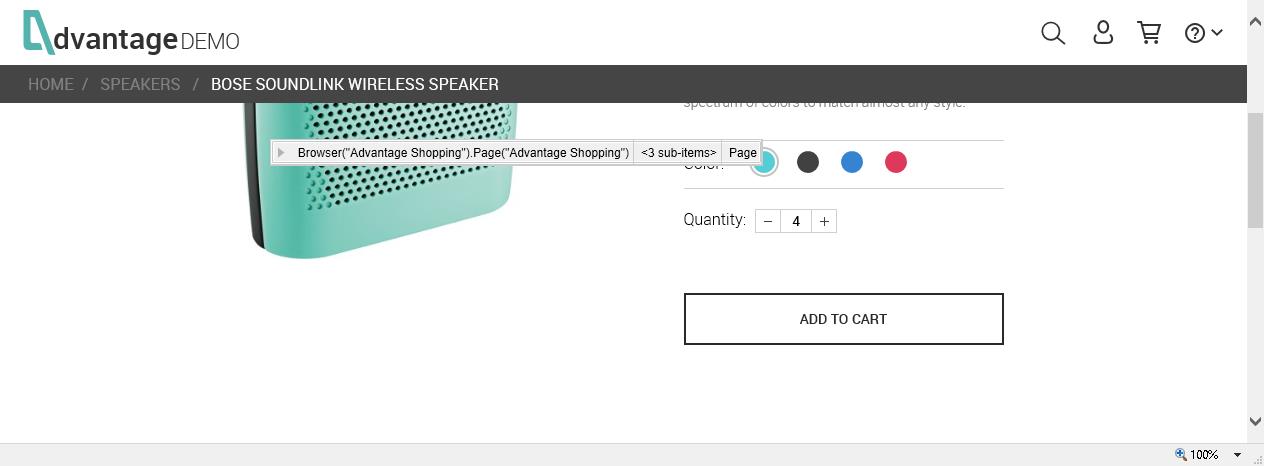 dvantage DEMO
HOME / SPEAKERS / BOSE SOUNDLINK WIRELESS SPEAKER
spectrum of colors to match almost any style.
Browser("Advantage Shopping").Page("Advantage Shopping") <3 sub-items> Page
Color:
Quantity: − 4 +
ADD TO CART
100%